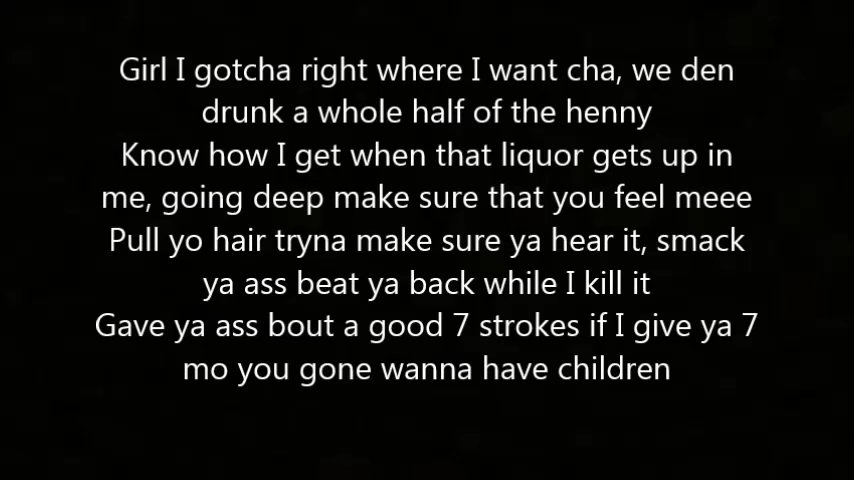 Girl I gotcha right where I want cha, we den
drunk a whole half of the henny
Know how I get when that liquor gets up in
me, going deep make sure that you feel meee
Pull yo hair tryna make sure ya hear it, smack
ya ass beat ya back while I kill it
Gave ya ass bout a good 7 strokes if I give ya 7
mo you gone wanna have children